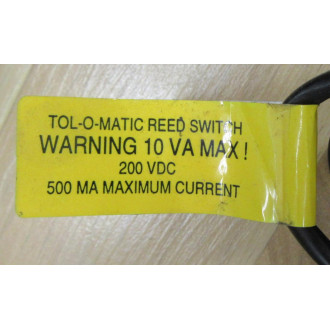 TOL-O-MATIC REED SWITCH
WARNING 10 VA MAX !
200 VDC
500 MA MAXIMUM CURRENT